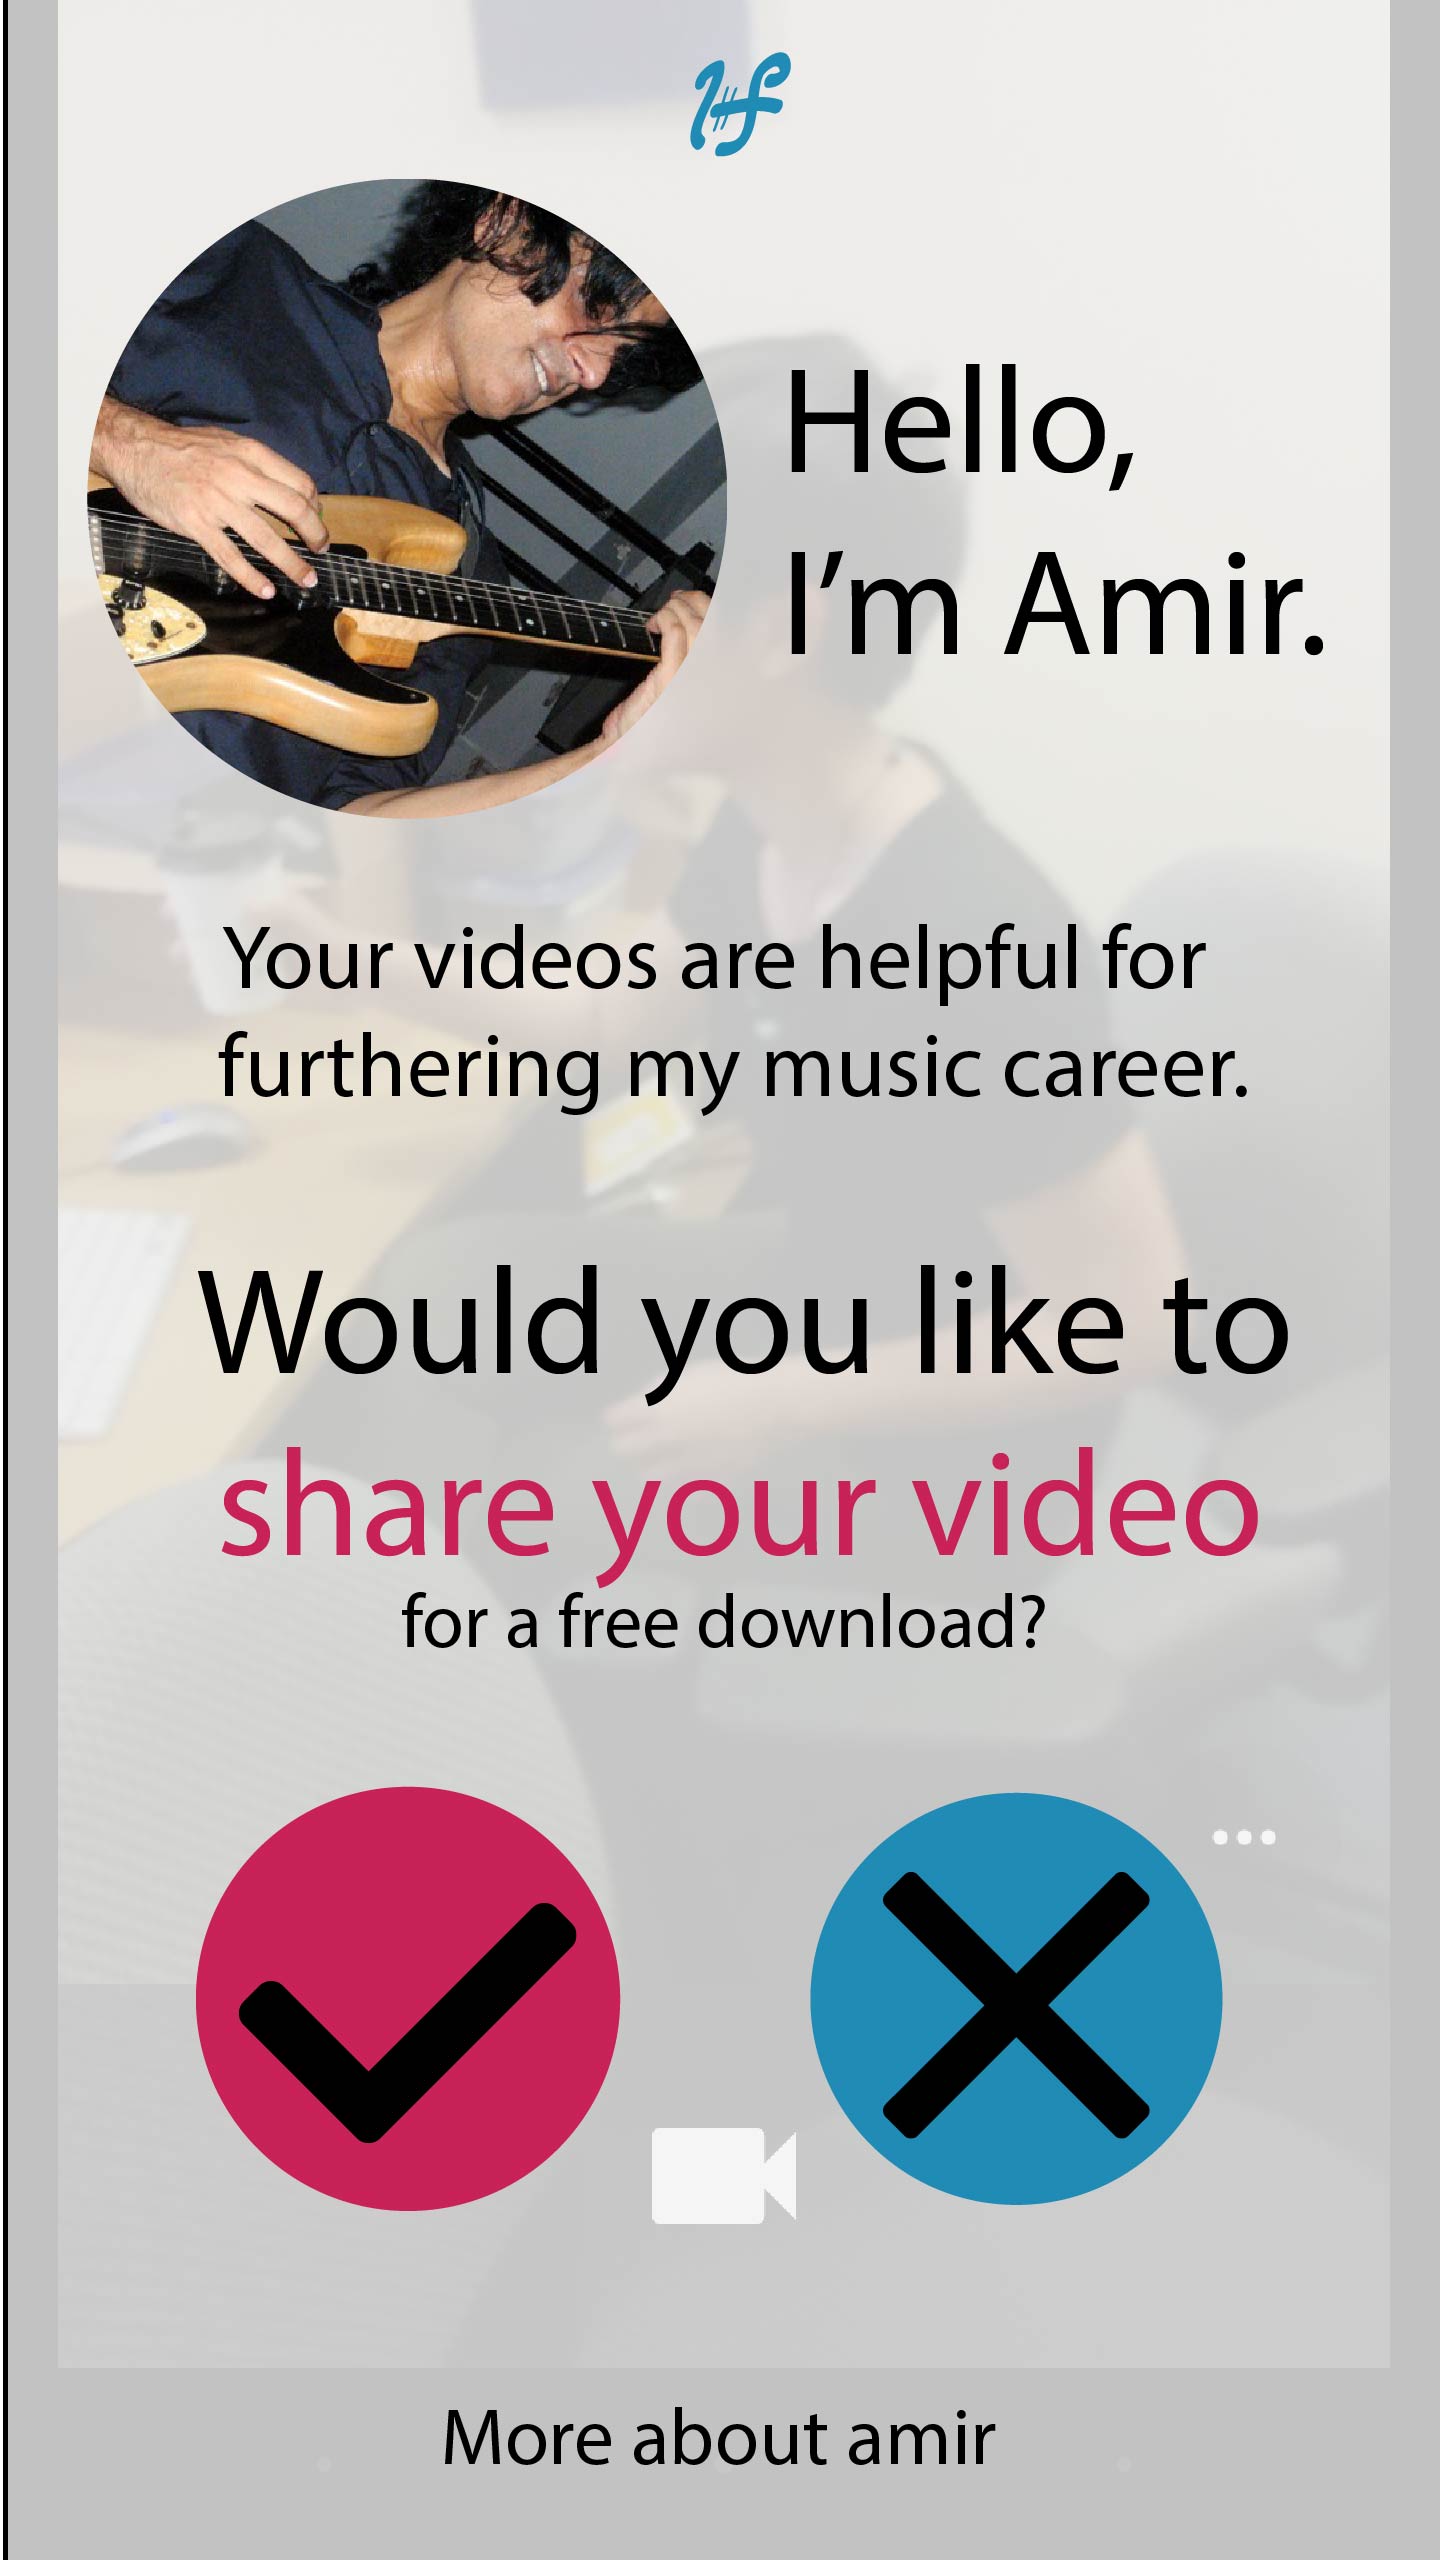 Hello,
I’m Amir.
Your videos are helpful for
furthering my music career.
Would you like to
share your video
for a free download?
More about amir